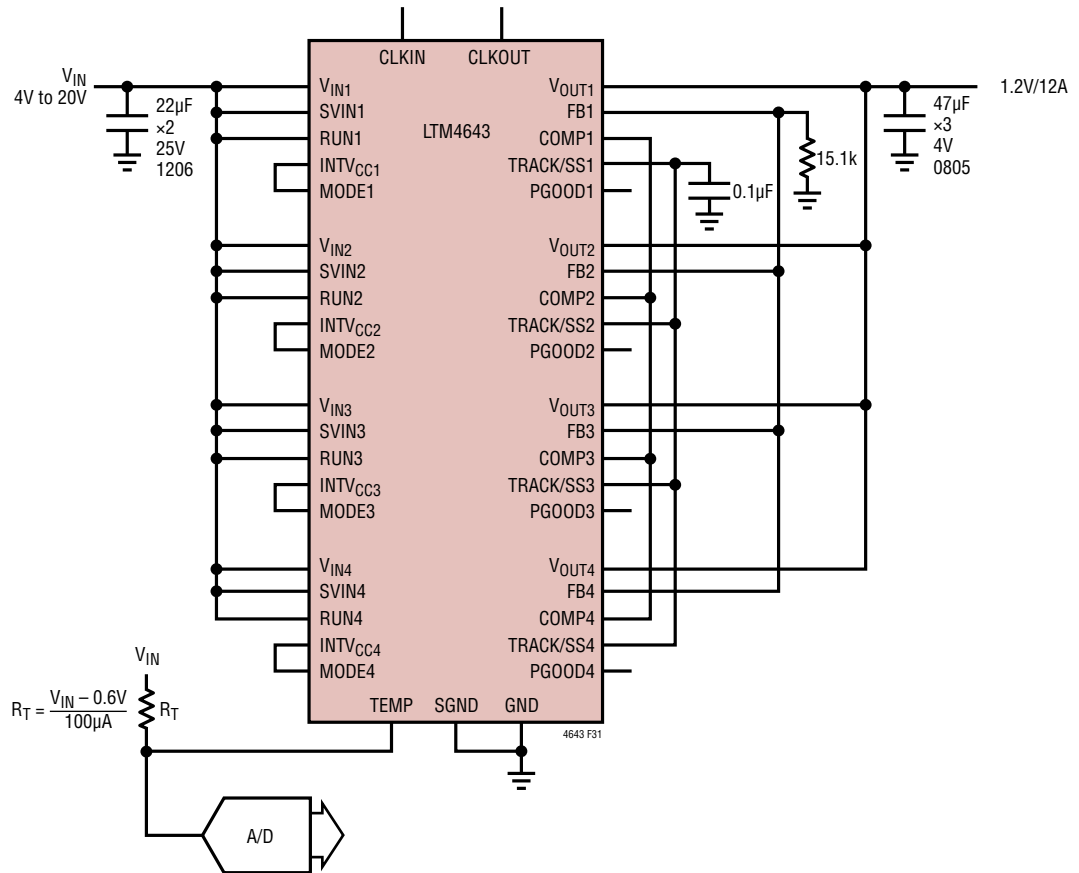 CLKIN CLKOUT
VIN
4V to 20V
22µF
×2
25V
1206
LTM4643
VIN1
SVIN1
RUN1
INTVCC1
MODE1
VIN2
SVIN2
RUN2
INTVCC2
MODE2
VIN3
SVIN3
RUN3
INTVCC3
MODE3
VIN4
SVIN4
RUN4
INTVCC4
MODE4
VOUT1
FB1
COMP1
TRACK/SS1
PGOOD1
VOUT2
FB2
COMP2
TRACK/SS2
PGOOD2
VOUT3
FB3
COMP3
TRACK/SS3
PGOOD3
VOUT4
FB4
COMP4
TRACK/SS4
PGOOD4
0.1µF
15.1k
47µF
×3
4V
0805
1.2V/12A
TEMP SGND GND
4643 F31
VIN
RT = VIN – 0.6V
100µA
RT
A/D